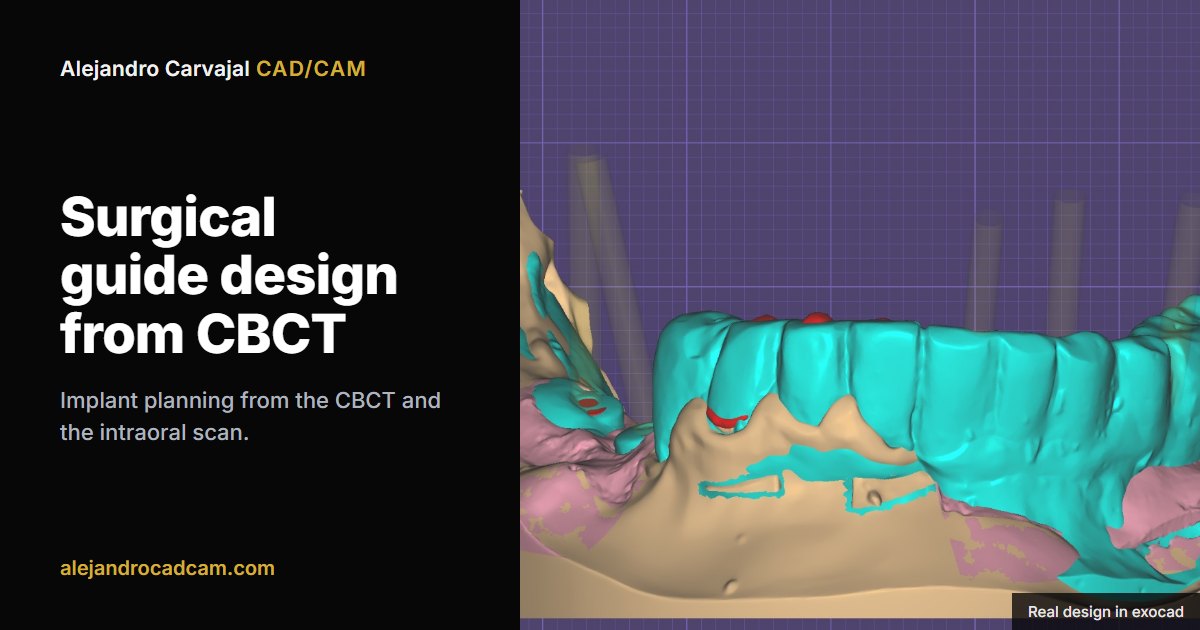 Alejandro Carvajal CAD/CAM
Surgical
guide design
from CBCT
Implant planning from the CBCT and
the intraoral scan.
alejandrocadcam.com
Real design in exocad